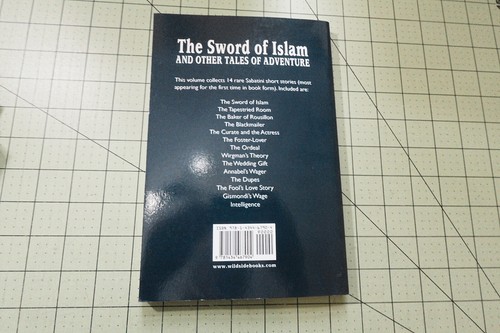 The Sword of Islam
AND OTHER TALES OF ADVENTURE
This volume collects 14 rare Sabatini short stories (most
appearing for the first time in book form). Included are:
The Sword of Islam
The Tapestried Room
The Baker of Rousillon
The Blackmailer
The Curate and the Actress
The Foster-Lover
The Ordeal
Wirgman's Theory
The Wedding Gift
Annabel's Wager
The Dupes
The Fool's Love Story
Gismondi's Wage
Intelligence
www.wildsidebooks.com